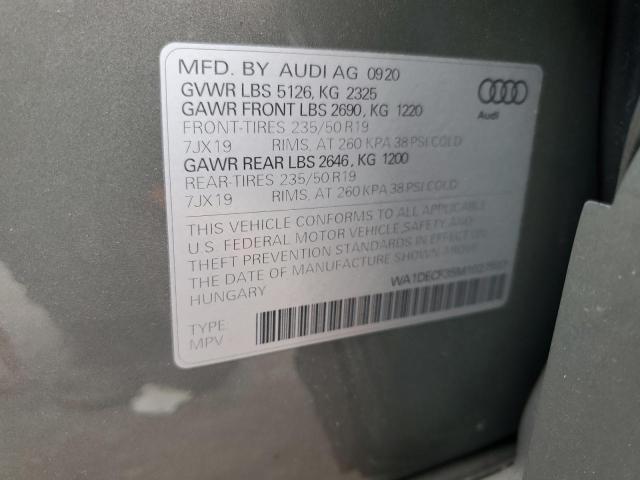 MFD. BY AUDI AG 0920
GVWR LBS 5126, KG 2325
GAWR FRONT LBS 2690, KG 1220
FRONT-TIRES 235/50 R19
7JX19 RIMS, AT 260 KPA 38 PSI COLD
GAWR REAR LBS 2646, KG 1200
REAR-TIRES 235/50 R19
7JX19 RIMS, AT 260 KPA 38 PSI COLD
THIS VEHICLE CONFORMS TO ALL APPLICABLE
U.S. FEDERAL MOTOR VEHICLE, SAFETY AND
THEFT PREVENTION STANDARDS IN EFFECT ON
THE DATE OF MANUFACTURE SHOWN ABOVE.
HUNGARY
TYPE
MPV
Audi